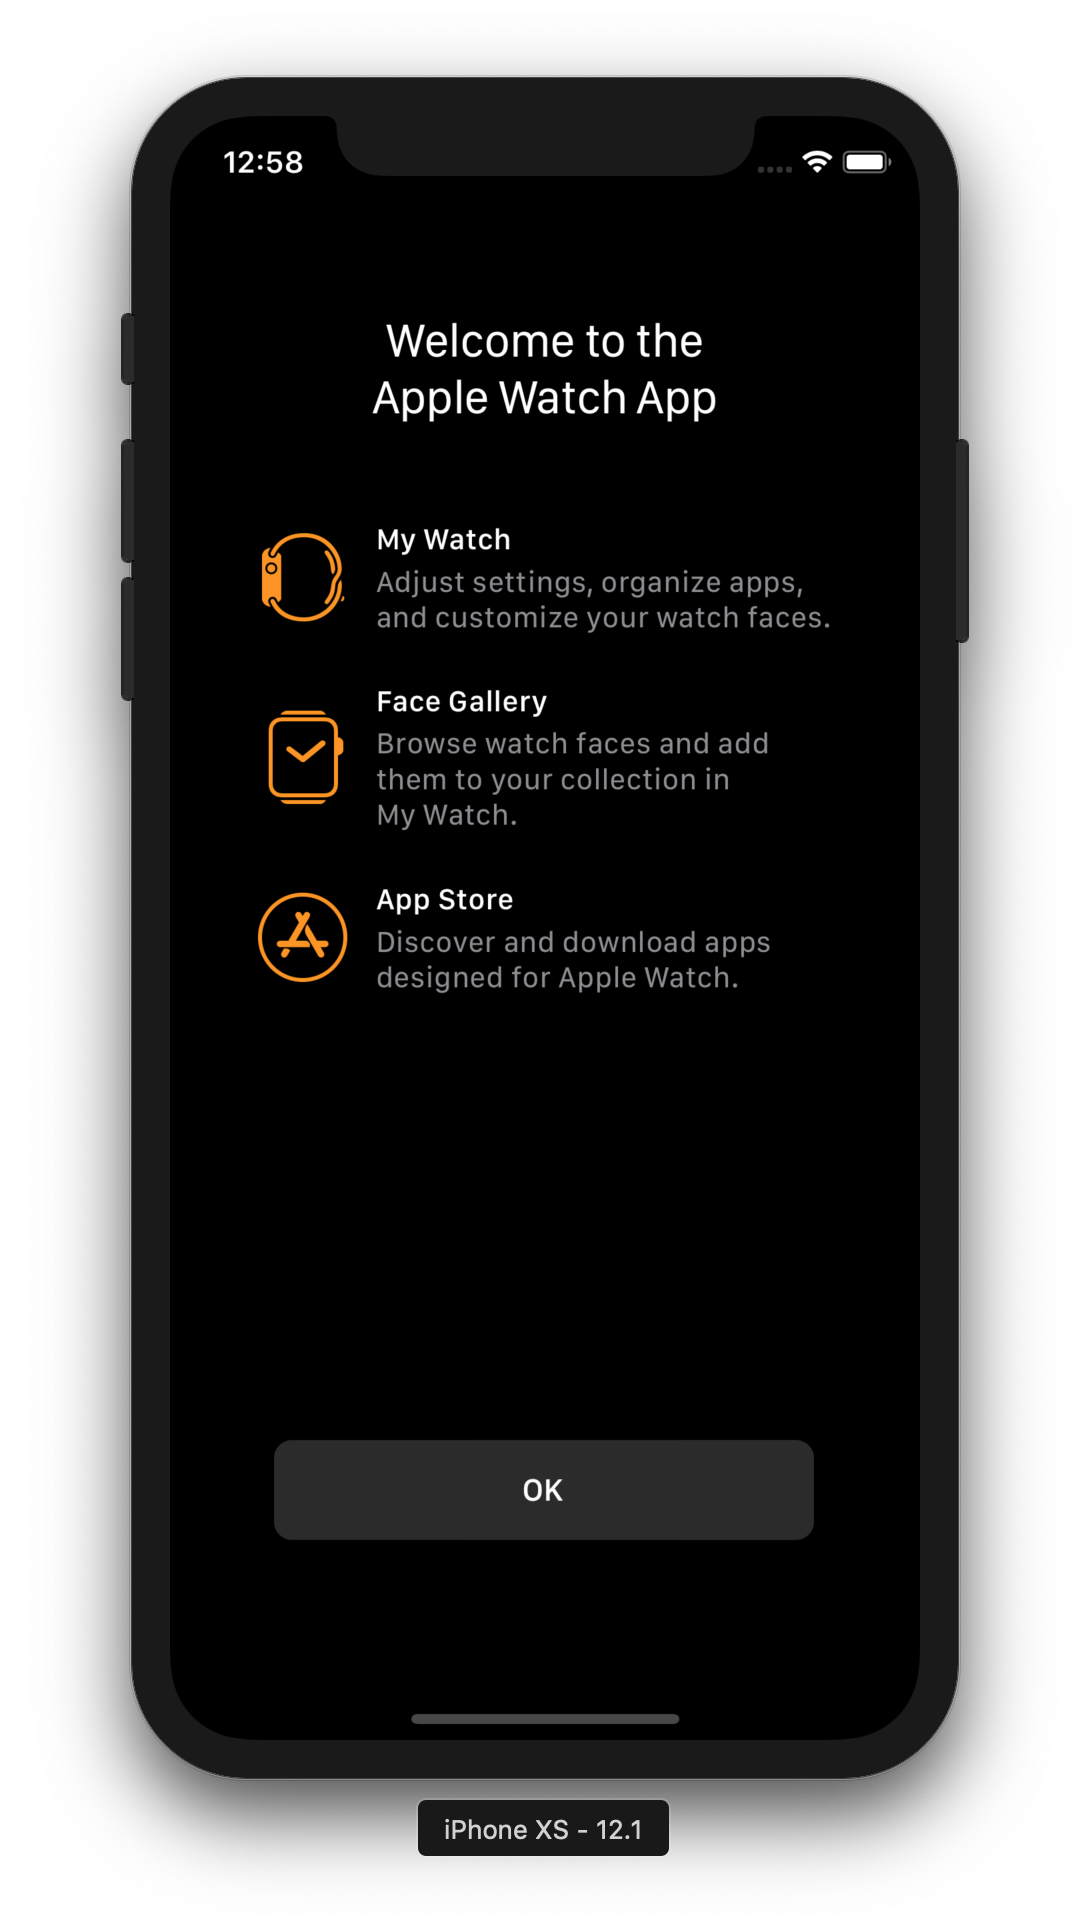 12:58
Welcome to the
Apple Watch App
My Watch
Adjust settings, organize apps,
and customize your watch faces.
Face Gallery
Browse watch faces and add
them to your collection in
My Watch.
App Store
Discover and download apps
designed for Apple Watch.
OK
iPhone XS - 12.1